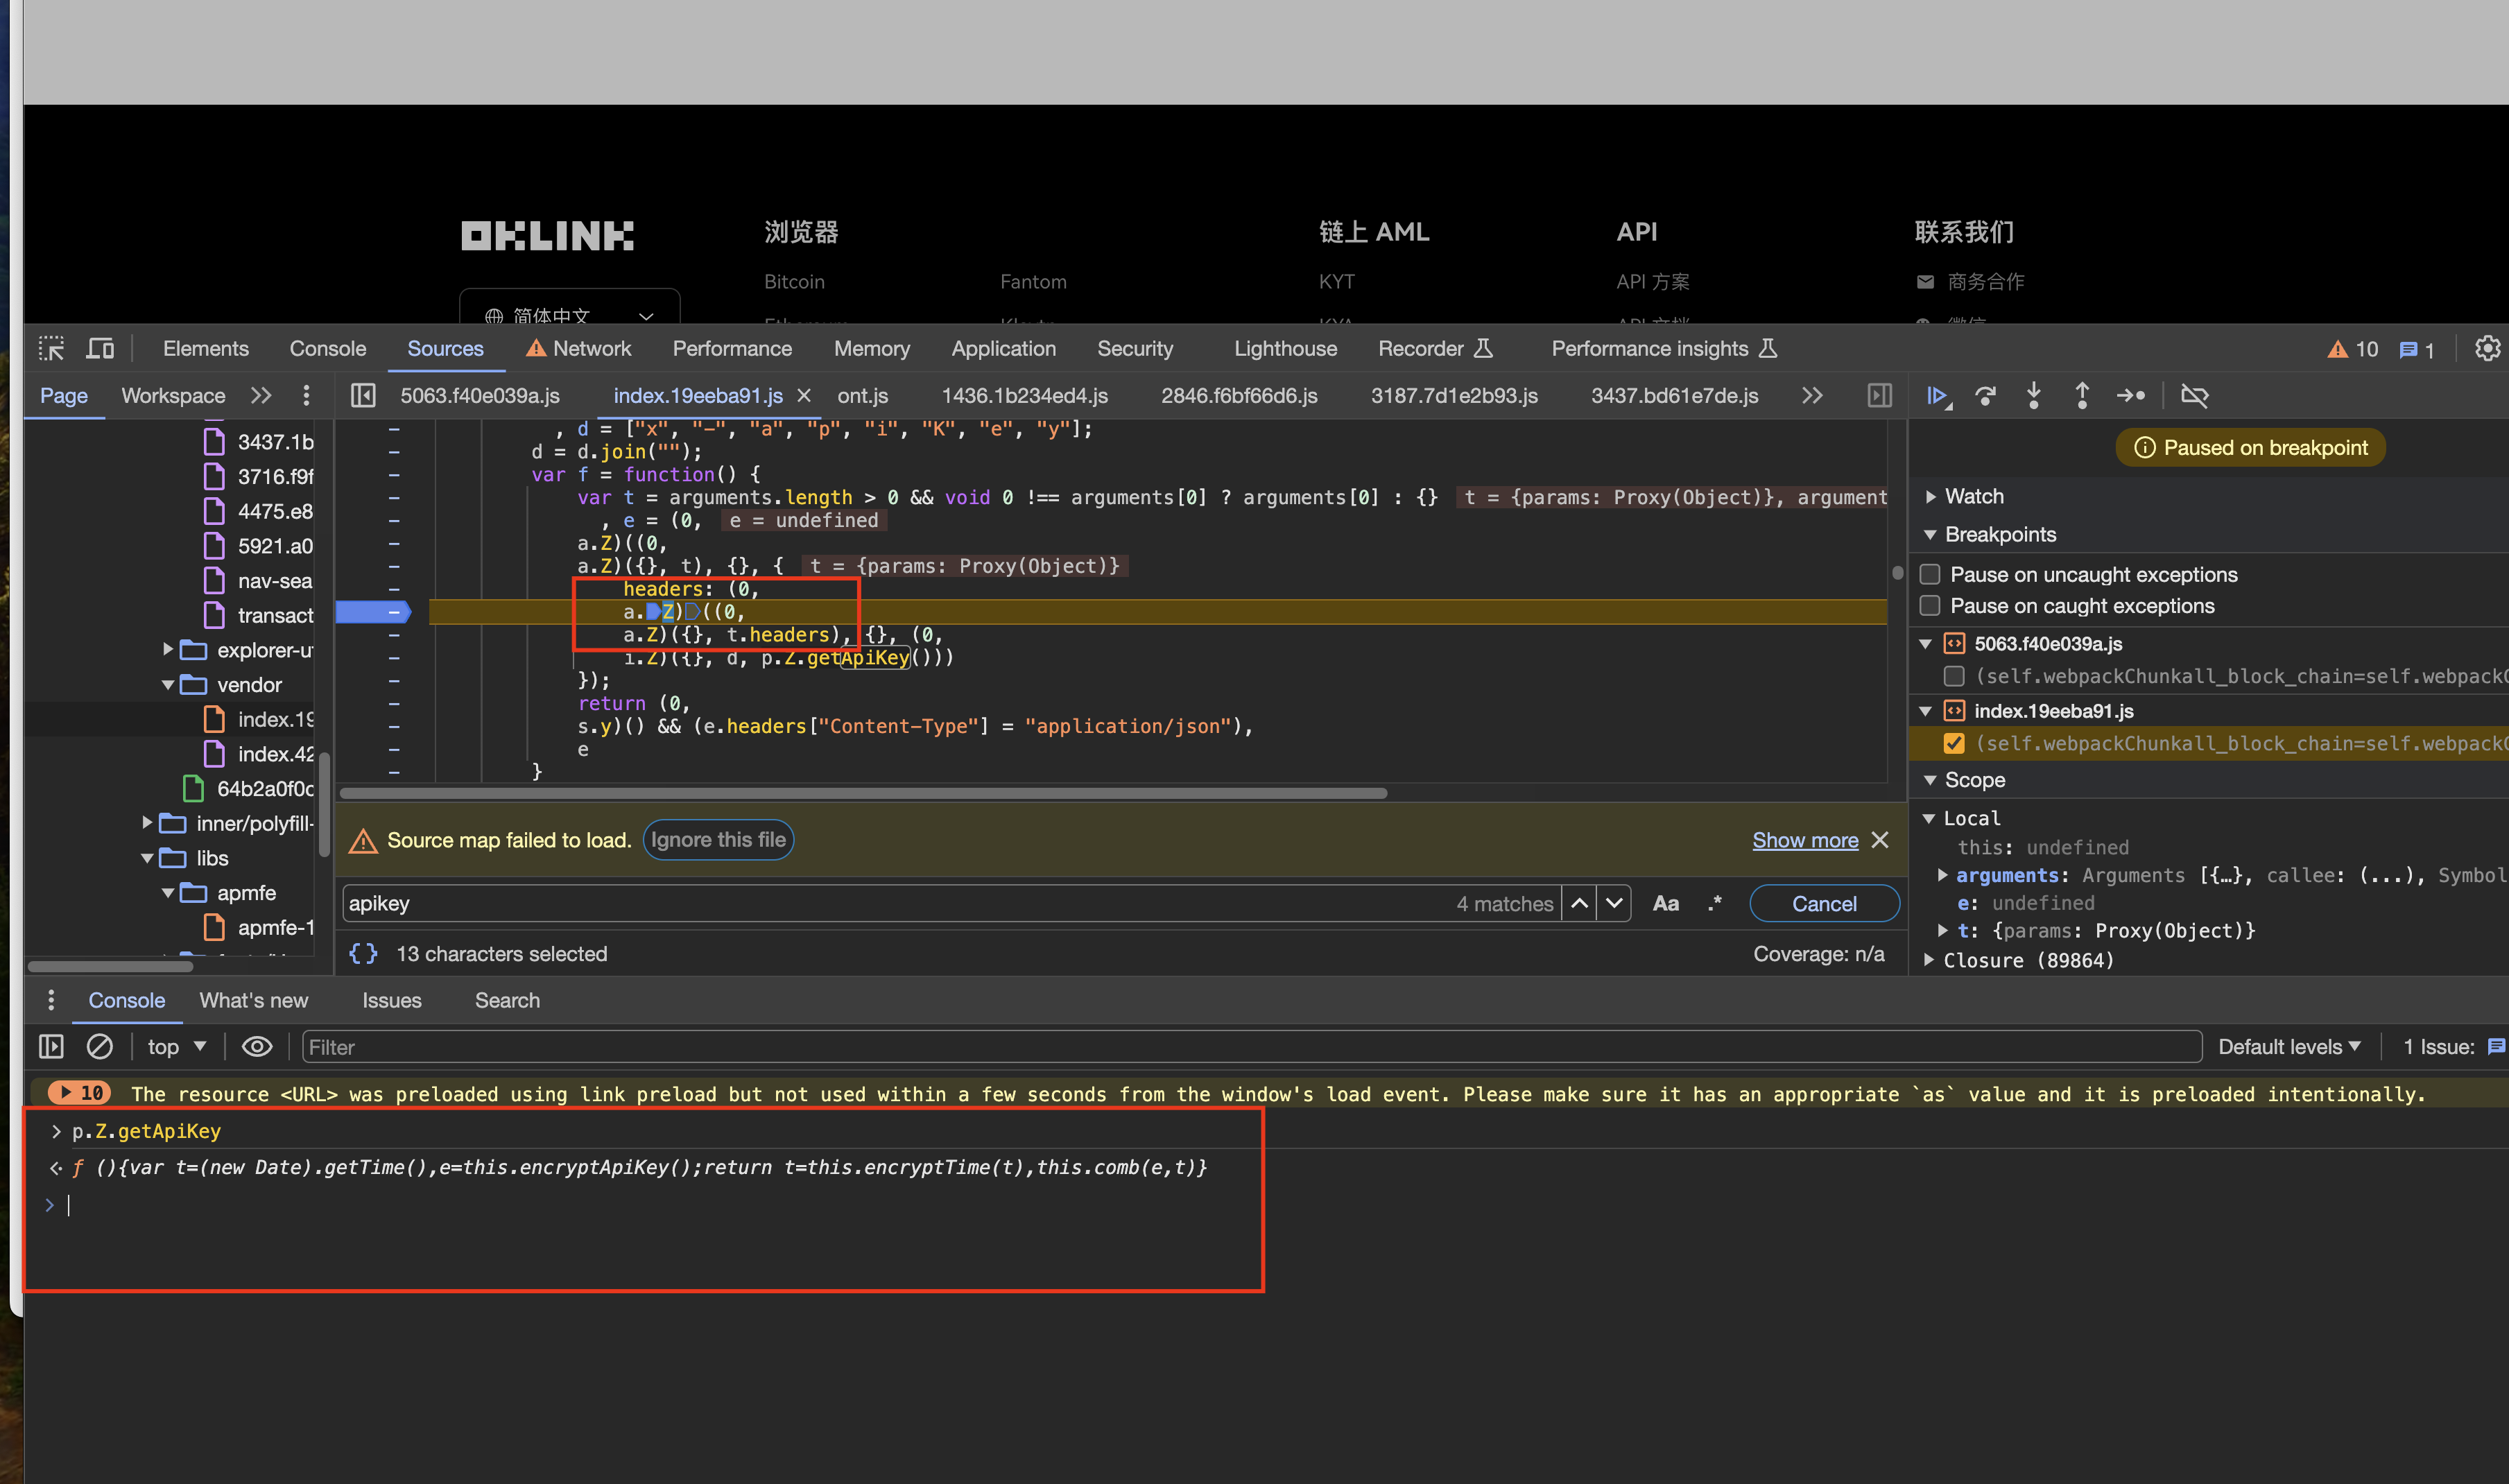 OKLINK
浏览器
链上 AML
API
联系我们
Bitcoin
Fantom
KYT
API 方案
商务合作
简体中文
Elements
Console
Sources
Network
Performance
Memory
Application
Security
Lighthouse
Recorder
Performance insights
10
1
Page
Workspace
5063.f40e039a.js
index.19eeba91.js
ont.js
1436.1b234ed4.js
2846.f6bf66d6.js
3187.7d1e2b93.js
3437.bd61e7de.js
3437.1b
3716.f9f
4475.e8
5921.a0
nav-sea
transact
explorer-u
vendor
index.19
index.42
64b2a0f0c
inner/polyfill-
libs
apmfe
apmfe-1
, d = ["x", "-", "a", "p", "i", "K", "e", "y"];
d = d.join("");
var f = function() {
var t = arguments.length > 0 && void 0 !== arguments[0] ? arguments[0] : {} t = {params: Proxy(Object)}, argument
, e = (0, e = undefined
a.Z)((0,
a.Z)({}, t), {}, { t = {params: Proxy(Object)}
headers: (0,
a.Z)((0,
a.Z)({}, t.headers), {}, (0,
i.Z)({}, d, p.Z.getApiKey()))
});
return (0,
s.y)() && (e.headers["Content-Type"] = "application/json"),
e
}
Source map failed to load.
Ignore this file
Show more
apikey
4 matches
Aa
.*
Cancel
{} 13 characters selected
Coverage: n/a
Paused on breakpoint
Watch
Breakpoints
Pause on uncaught exceptions
Pause on caught exceptions
5063.f40e039a.js
(self.webpackChunkall_block_chain=self.webpackC
index.19eeba91.js
(self.webpackChunkall_block_chain=self.webpackC
Scope
Local
this: undefined
arguments: Arguments [{…}, callee: (...), Symbol
e: undefined
t: {params: Proxy(Object)}
Closure (89864)
Console
What's new
Issues
Search
top
Filter
Default levels
1 Issue:
10 The resource <URL> was preloaded using link preload but not used within a few seconds from the window's load event. Please make sure it has an appropriate `as` value and it is preloaded intentionally.
> p.Z.getApiKey
ƒ (){var t=(new Date).getTime(),e=this.encryptApiKey();return t=this.encryptTime(t),this.comb(e,t)}
>